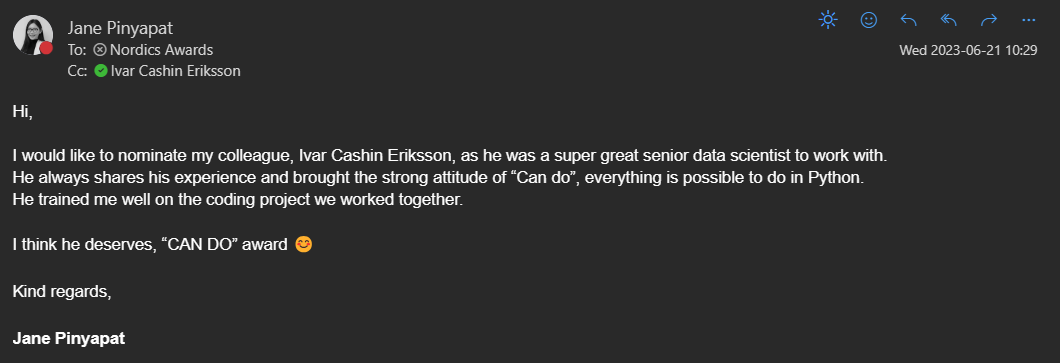 Jane Pinyapat
To: Nordics Awards
Wed 2023-06-21 10:29
Cc: Ivar Cashin Eriksson
Hi,
I would like to nominate my colleague, Ivar Cashin Eriksson, as he was a super great senior data scientist to work with.
He always shares his experience and brought the strong attitude of “Can do”, everything is possible to do in Python.
He trained me well on the coding project we worked together.
I think he deserves, “CAN DO” award 😊
Kind regards,
Jane Pinyapat